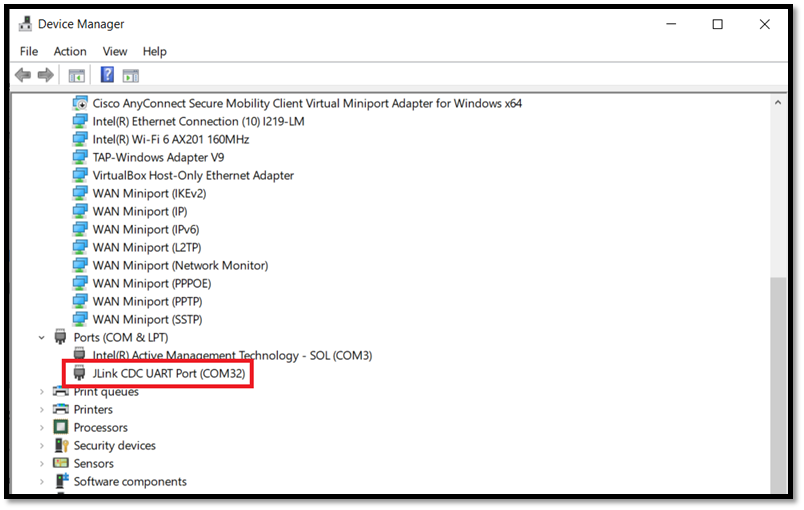 Device Manager
File Action View Help
Cisco AnyConnect Secure Mobility Client Virtual Miniport Adapter for Windows x64
Intel(R) Ethernet Connection (10) I219-LM
Intel(R) Wi-Fi 6 AX201 160MHz
TAP-Windows Adapter V9
VirtualBox Host-Only Ethernet Adapter
WAN Miniport (IKEv2)
WAN Miniport (IP)
WAN Miniport (IPv6)
WAN Miniport (L2TP)
WAN Miniport (Network Monitor)
WAN Miniport (PPPOE)
WAN Miniport (PPTP)
WAN Miniport (SSTP)
Ports (COM & LPT)
Intel(R) Active Management Technology - SOL (COM3)
JLink CDC UART Port (COM32)
Print queues
Printers
Processors
Security devices
Sensors
Software components